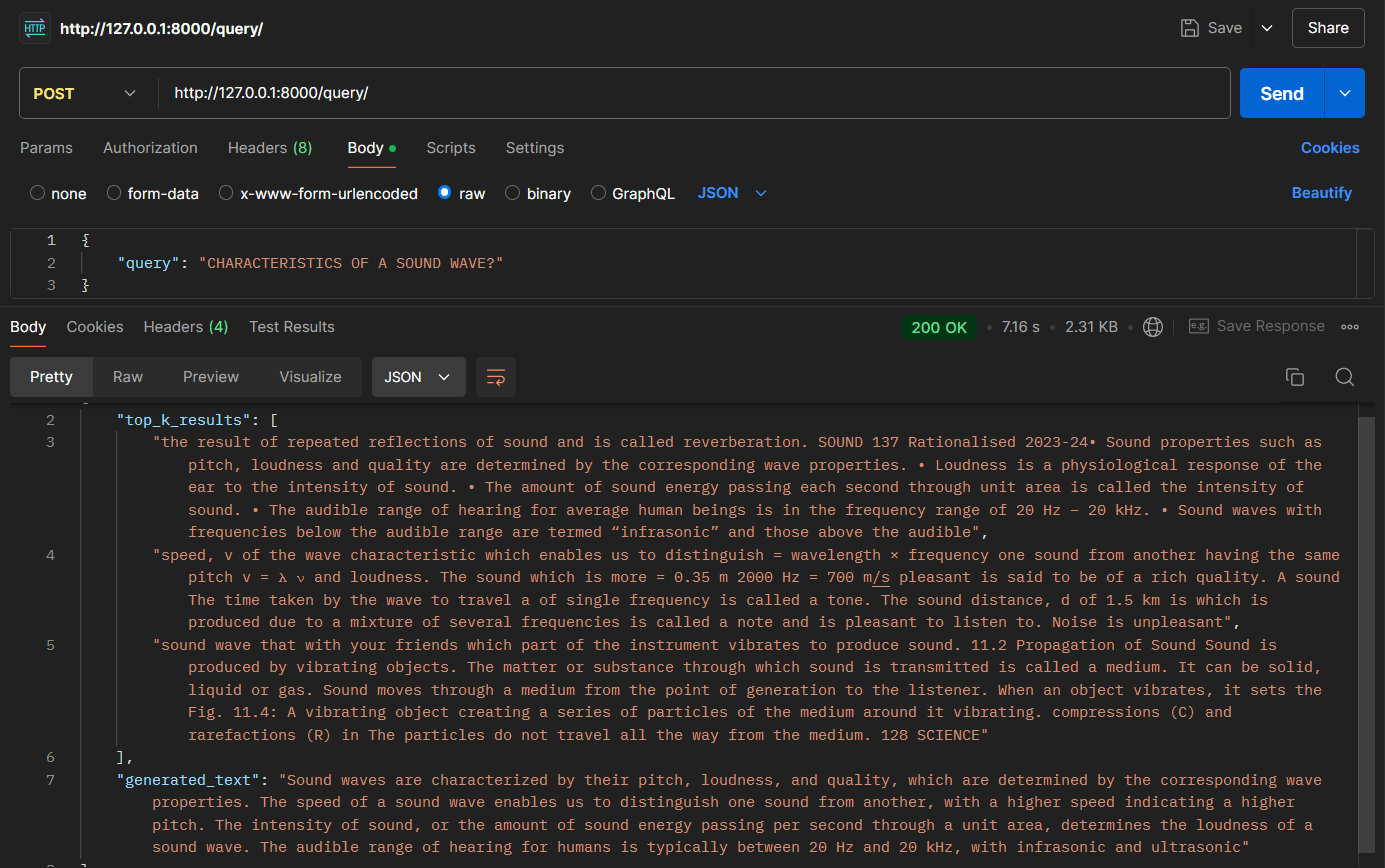 HTTP http://127.0.0.1:8000/query/ Save Share
POST http://127.0.0.1:8000/query/ Send
Params Authorization Headers (8) Body Scripts Settings Cookies
none form-data x-www-form-urlencoded raw binary GraphQL JSON Beautify
1 {
2 "query": "CHARACTERISTICS OF A SOUND WAVE?"
3 }
Body Cookies Headers (4) Test Results 200 OK • 7.16 s • 2.31 KB • e.g. Save Response
Pretty Raw Preview Visualize JSON
2 "top_k_results": [
3 "the result of repeated reflections of sound and is called reverberation. SOUND 137 Rationalised 2023-24• Sound properties such as
pitch, loudness and quality are determined by the corresponding wave properties. • Loudness is a physiological response of the
ear to the intensity of sound. • The amount of sound energy passing each second through unit area is called the intensity of
sound. • The audible range of hearing for average human beings is in the frequency range of 20 Hz – 20 kHz. • Sound waves with
frequencies below the audible range are termed “infrasonic” and those above the audible",
4 "speed, v of the wave characteristic which enables us to distinguish = wavelength × frequency one sound from another having the same
pitch v = λ ν and loudness. The sound which is more = 0.35 m 2000 Hz = 700 m/s pleasant is said to be of a rich quality. A sound
The time taken by the wave to travel a of single frequency is called a tone. The sound distance, d of 1.5 km is which is
produced due to a mixture of several frequencies is called a note and is pleasant to listen to. Noise is unpleasant",
5 "sound wave that with your friends which part of the instrument vibrates to produce sound. 11.2 Propagation of Sound Sound is
produced by vibrating objects. The matter or substance through which sound is transmitted is called a medium. It can be solid,
liquid or gas. Sound moves through a medium from the point of generation to the listener. When an object vibrates, it sets the
Fig. 11.4: A vibrating object creating a series of particles of the medium around it vibrating. compressions (C) and
rarefactions (R) in The particles do not travel all the way from the medium. 128 SCIENCE"
6 ],
7 "generated_text": "Sound waves are characterized by their pitch, loudness, and quality, which are determined by the corresponding wave
properties. The speed of a sound wave enables us to distinguish one sound from another, with a higher speed indicating a higher
pitch. The intensity of sound, or the amount of sound energy passing per second through a unit area, determines the loudness of a
sound wave. The audible range of hearing for humans is typically between 20 Hz and 20 kHz, with infrasonic and ultrasonic"